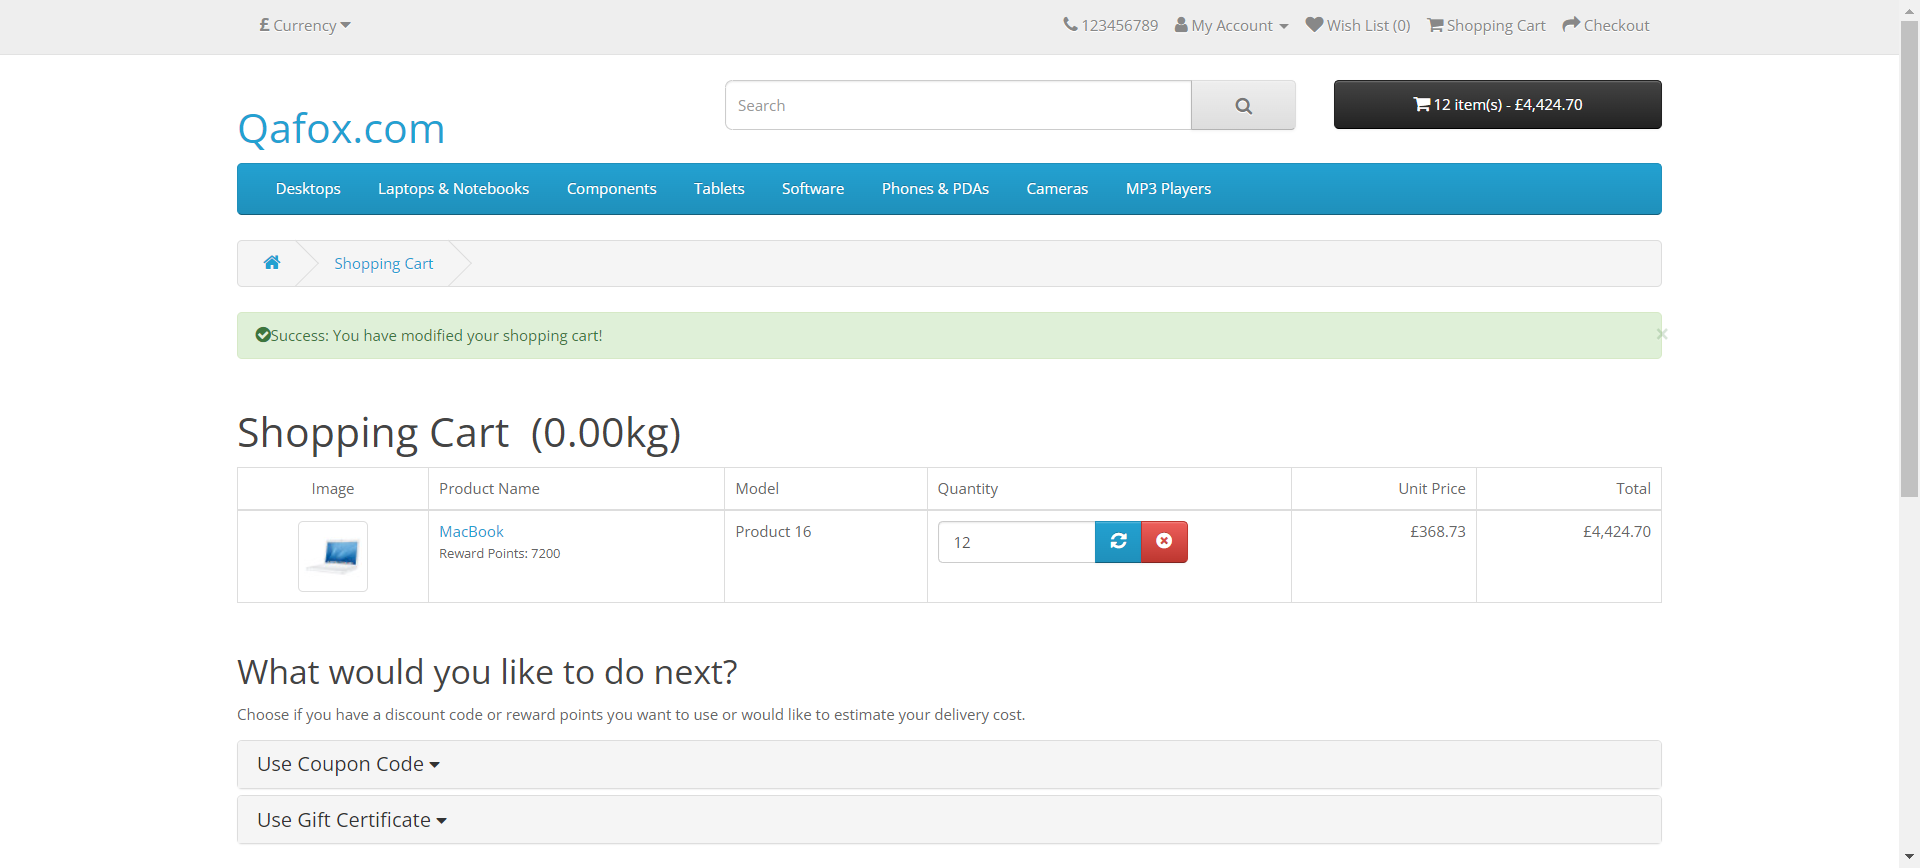 £ Currency
123456789 My Account Wish List (0) Shopping Cart Checkout
Qafox.com
Search
12 item(s) - £4,424.70
Desktops Laptops & Notebooks Components Tablets Software Phones & PDAs Cameras MP3 Players
Shopping Cart
Success: You have modified your shopping cart!
×
Shopping Cart (0.00kg)
Image Product Name Model Quantity Unit Price Total
MacBook Product 16 12 £368.73 £4,424.70
Reward Points: 7200
What would you like to do next?
Choose if you have a discount code or reward points you want to use or would like to estimate your delivery cost.
Use Coupon Code
Use Gift Certificate